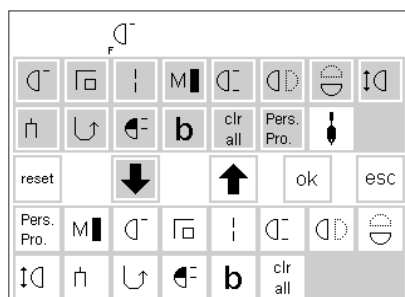 F
M
b clr all Pers. Pro.
reset ok esc
Pers. Pro. M
b clr all